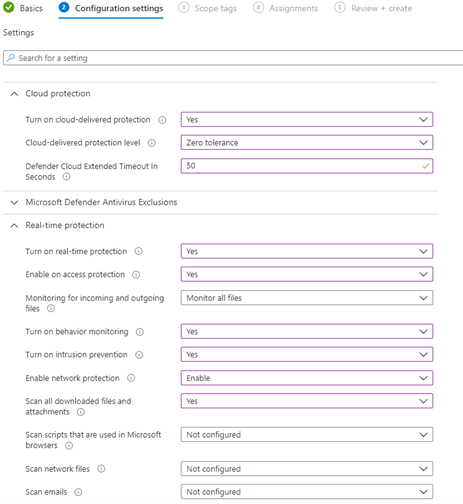 Basics 2 Configuration settings 3 Scope tags 4 Assignments 5 Review + create
Settings
Search for a setting
Cloud protection
Turn on cloud-delivered protection Yes
Cloud-delivered protection level Zero tolerance
Defender Cloud Extended Timeout In 50
Seconds
Microsoft Defender Antivirus Exclusions
Real-time protection
Turn on real-time protection Yes
Enable on access protection Yes
Monitoring for incoming and outgoing Monitor all files
files
Turn on behavior monitoring Yes
Turn on intrusion prevention Yes
Enable network protection Enable
Scan all downloaded files and Yes
attachments
Scan scripts that are used in Microsoft Not configured
browsers
Scan network files Not configured
Scan emails Not configured